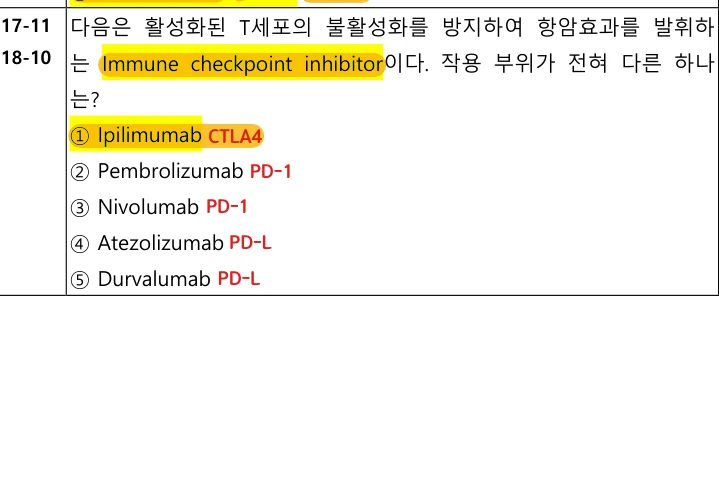 17-11 다음은 활성화된 T세포의 불활성화를 방지하여 항암효과를 발휘하
18-10 는 Immune checkpoint inhibitor이다. 작용 부위가 전혀 다른 하나
는?
① Ipilimumab CTLA4
② Pembrolizumab PD-1
③ Nivolumab PD-1
④ Atezolizumab PD-L
⑤ Durvalumab PD-L